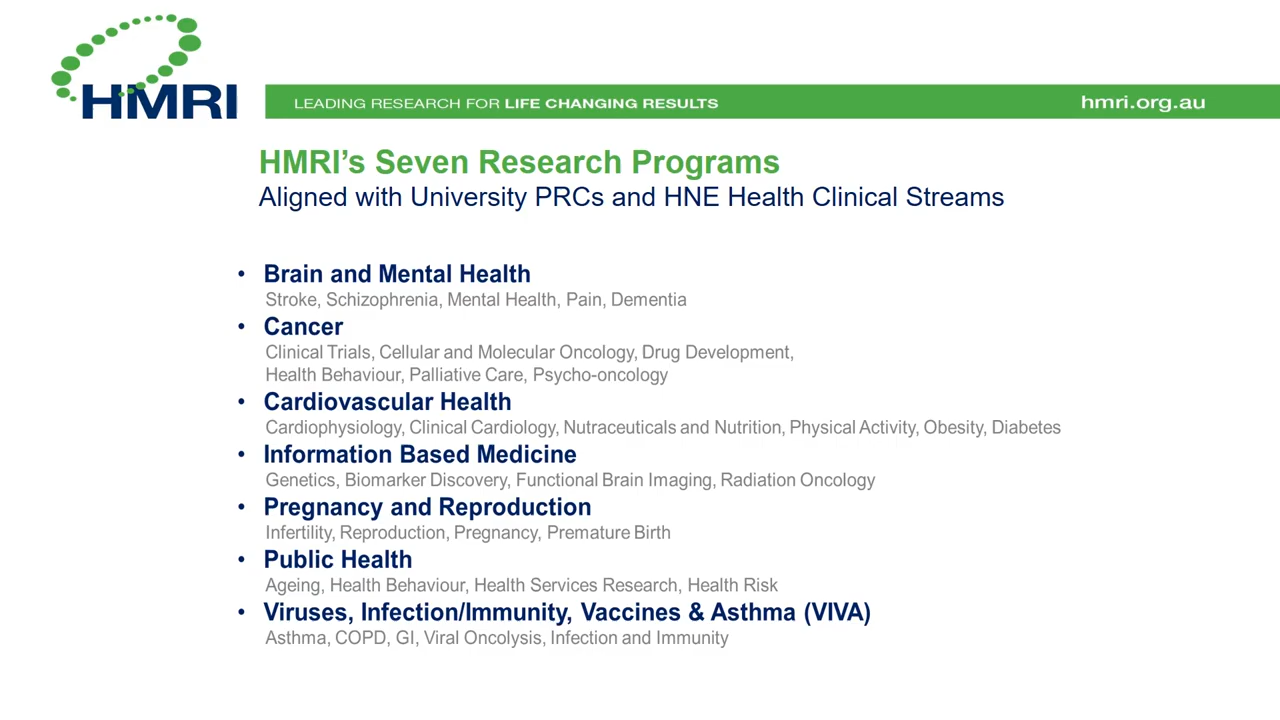 HMRI
LEADING RESEARCH FOR LIFE CHANGING RESULTS
hmri.org.au
HMRI’s Seven Research Programs
Aligned with University PRCs and HNE Health Clinical Streams
• Brain and Mental Health
Stroke, Schizophrenia, Mental Health, Pain, Dementia
• Cancer
Clinical Trials, Cellular and Molecular Oncology, Drug Development,
Health Behaviour, Palliative Care, Psycho-oncology
• Cardiovascular Health
Cardiophysiology, Clinical Cardiology, Nutraceuticals and Nutrition, Physical Activity, Obesity, Diabetes
• Information Based Medicine
Genetics, Biomarker Discovery, Functional Brain Imaging, Radiation Oncology
• Pregnancy and Reproduction
Infertility, Reproduction, Pregnancy, Premature Birth
• Public Health
Ageing, Health Behaviour, Health Services Research, Health Risk
• Viruses, Infection/Immunity, Vaccines & Asthma (VIVA)
Asthma, COPD, GI, Viral Oncolysis, Infection and Immunity